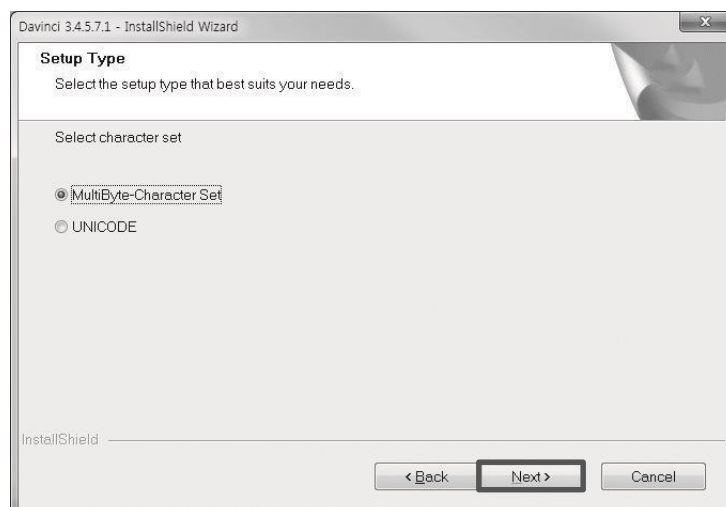 Davinci 3.4.5.7.1 - InstallShield Wizard
X
Setup Type
Select the setup type that best suits your needs.
Select character set
MultiByte-Character Set
UNICODE
InstallShield
< Back Next > Cancel